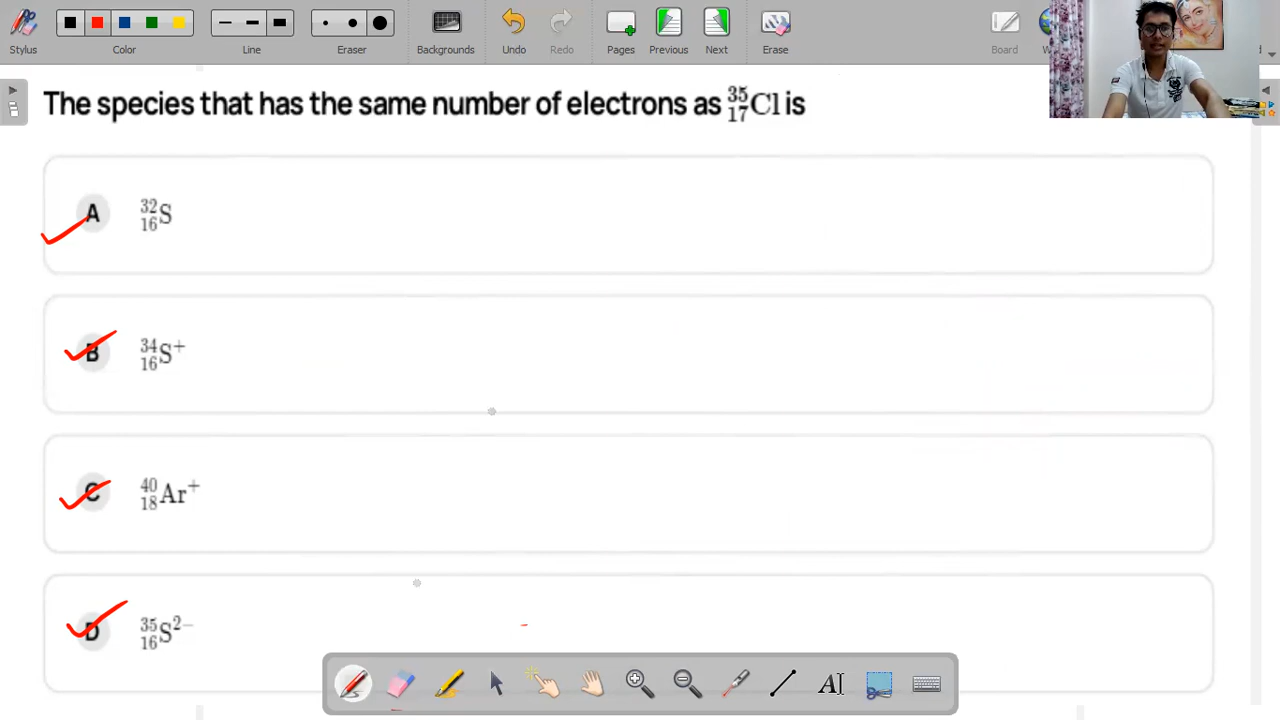 Stylus Color Line Eraser Backgrounds Undo Redo Pages Previous Next Erase Board
The species that has the same number of electrons as ³⁵₁₇Cl is
A ³²₁₆S
B ³⁴₁₆S⁺
C ⁴⁰₁₈Ar⁺
D ³⁵₁₆S²⁻